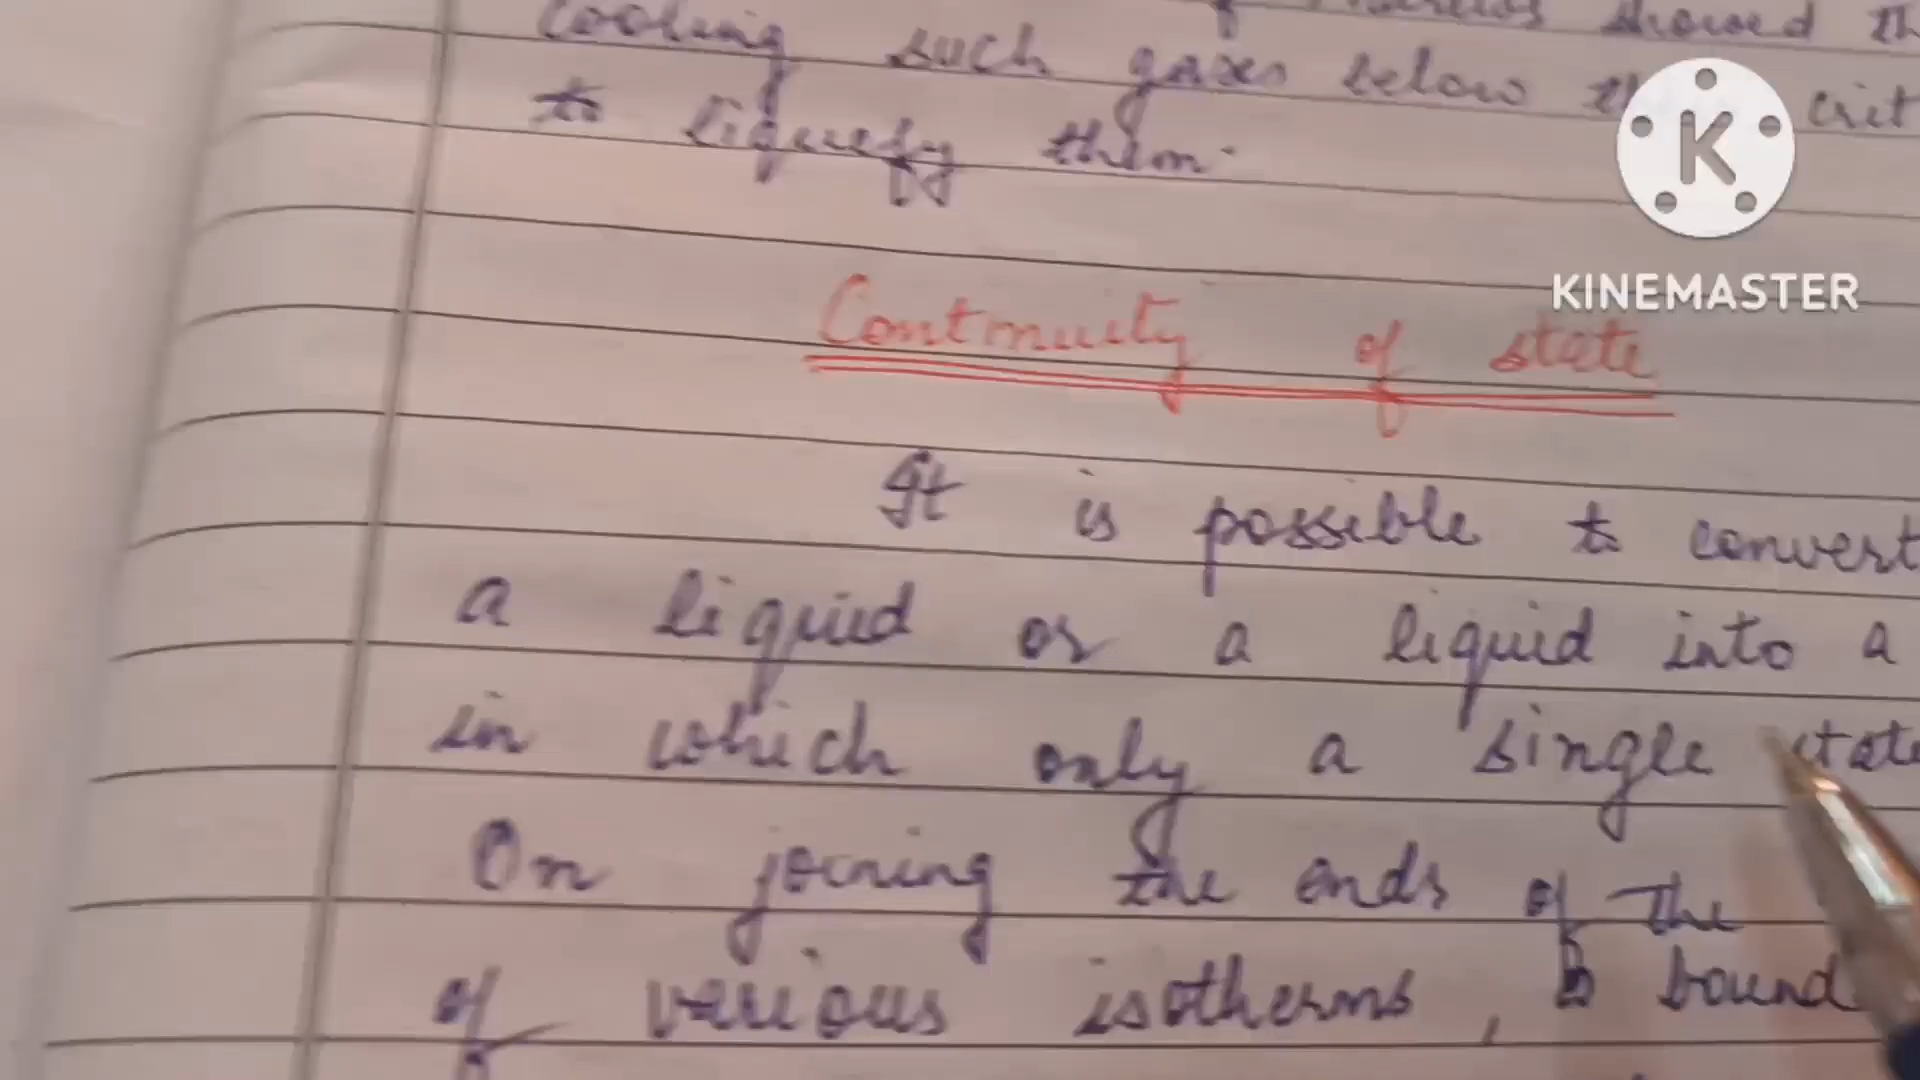 cooling such gases below the crit
to liquefy them.
K
KINEMASTER
Continuity of state
It is possible to convert
a liquid or a liquid into a
in which only a single state
On joining the ends of the
of various isotherms, bound